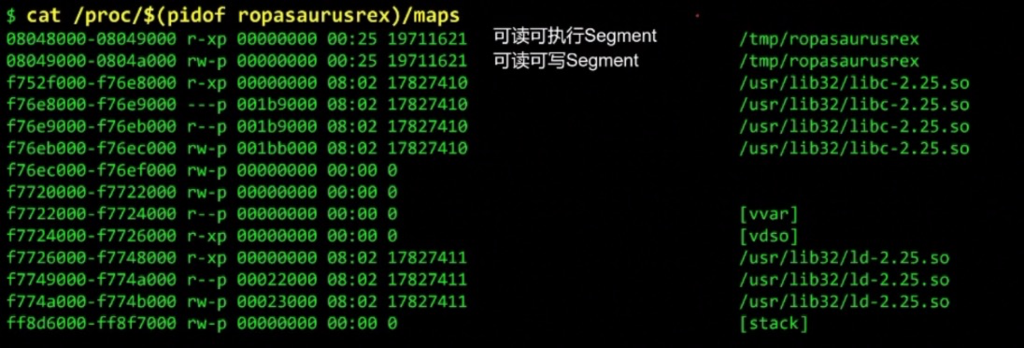 $ cat /proc/$(pidof ropasaurusrex)/maps
08048000-08049000 r-xp 00000000 00:25 19711621 可读可执行Segment /tmp/ropasaurusrex
08049000-0804a000 rw-p 00000000 00:25 19711621 可读可写Segment /tmp/ropasaurusrex
f752f000-f76e8000 r-xp 00000000 08:02 17827410 /usr/lib32/libc-2.25.so
f76e8000-f76e9000 ---p 001b9000 08:02 17827410 /usr/lib32/libc-2.25.so
f76e9000-f76eb000 r--p 001b9000 08:02 17827410 /usr/lib32/libc-2.25.so
f76eb000-f76ec000 rw-p 001bb000 08:02 17827410 /usr/lib32/libc-2.25.so
f76ec000-f76ef000 rw-p 00000000 00:00 0
f7720000-f7722000 rw-p 00000000 00:00 0
f7722000-f7724000 r--p 00000000 00:00 0 [vvar]
f7724000-f7726000 r-xp 00000000 00:00 0 [vdso]
f7726000-f7748000 r-xp 00000000 08:02 17827411 /usr/lib32/ld-2.25.so
f7749000-f774a000 r--p 00022000 08:02 17827411 /usr/lib32/ld-2.25.so
f774a000-f774b000 rw-p 00023000 08:02 17827411 /usr/lib32/ld-2.25.so
ff8d6000-ff8f7000 rw-p 00000000 00:00 0 [stack]